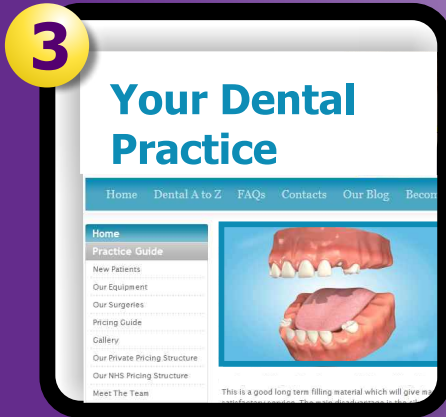 3
Your Dental
Practice
Home Dental A to Z FAQs Contacts Our Blog
Home
Practice Guide
New Patients
Our Equipment
Our Surgeries
Pricing Guide
Gallery
Our Private Pricing Structure
Our NHS Pricing Structure
Meet The Team
This is a good long term filling material which will give